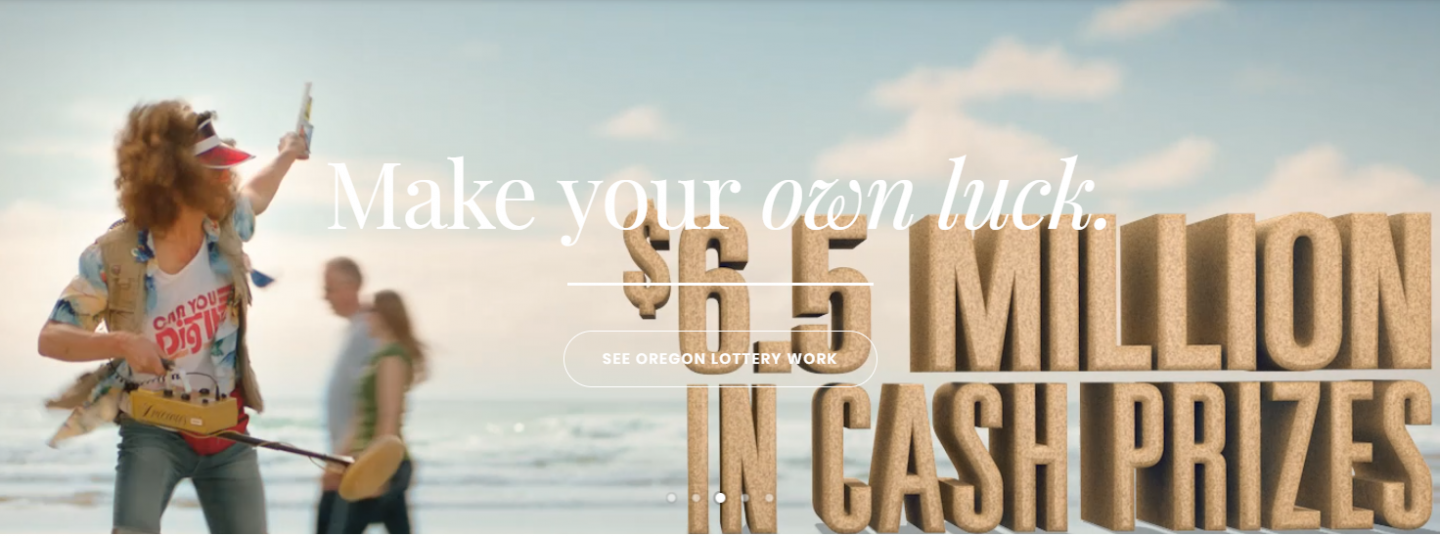 Make your own luck.
$6.5 MILLION
SEE OREGON LOTTERY WORK
IN CASH PRIZES
CAN YOU
DIG IT